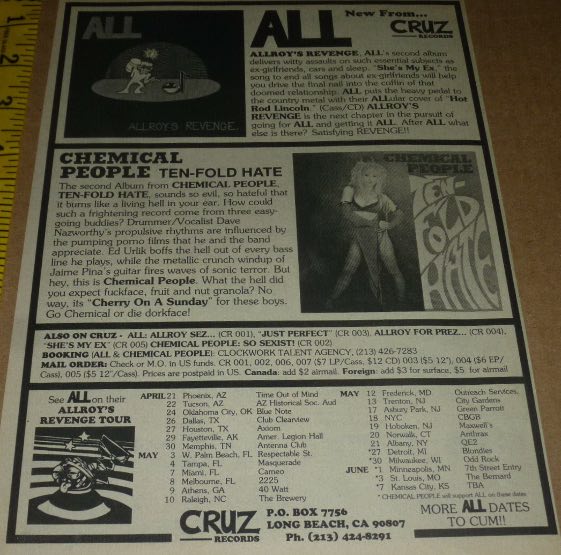 ALL
ALLROY'S REVENGE.
ALL
New From...
CRUZ
RECORDS
ALLROY'S REVENGE, ALL's second album
delivers witty assaults on such essential subjects as
ex-girlfriends, cars and sleep. "She's My Ex," the
song to end all songs about ex-girlfriends will help
you drive the final nail into the coffin of that
doomed relationship. ALL puts the heavy pedal to
the country metal with their ALLular cover of "Hot
Rod Lincoln." (Cass/CD) ALLROY'S
REVENGE is the next chapter in the pursuit of
going for ALL and getting it ALL. After ALL what
else is there? Satisfying REVENGE!!
CHEMICAL
PEOPLE TEN-FOLD HATE
The second Album from CHEMICAL PEOPLE,
TEN-FOLD HATE, sounds so evil, so hateful that
it burns like a living hell in your ear. How could
such a frightening record come from three easy-
going buddies? Drummer/Vocalist Dave
Nazworthy's propulsive rhythms are influenced by
the pumping porno films that he and the band
appreciate. Ed Urlik boffs the hell out of every bass
line he plays, while the metallic crunch windup of
Jaime Pina's guitar fires waves of sonic terror. But
hey, this is Chemical People. What the hell did
you expect fuckface, fruit and nut granola? No
way, its "Cherry On A Sunday" for these boys.
Go Chemical or die dorkface!
CHEMICAL
PEOPLE
TEN-
FOLD
HATE
ALSO ON CRUZ - ALL: ALLROY SEZ... (CR 001), "JUST PERFECT" (CR 003), ALLROY FOR PREZ... (CR 004),
"SHE'S MY EX" (CR 005) CHEMICAL PEOPLE: SO SEXIST! (CR 002)
BOOKING (ALL & CHEMICAL PEOPLE): CLOCKWORK TALENT AGENCY, (213) 426-7283
MAIL ORDER: Check or M.O. in US funds. CR 001, 002, 006, 007 ($7 LP/Cass, $12 CD) 003 ($5 12"), 004 ($6 EP/
Cass), 005 ($5 12"/Cass). Prices are postpaid in US. Canada: add $2 airmail. Foreign: add $3 for surface, $5 for airmail
See ALL on their
ALLROY'S
REVENGE TOUR
APRIL 21 Phoenix, AZ Time Out of Mind
22 Tucson, AZ AZ Historical Soc. Aud
24 Oklahoma City, OK Blue Note
26 Dallas, TX Club Clearview
27 Houston, TX Axiom
29 Fayetteville, AK Amer. Legion Hall
30 Memphis, TN Antenna Club
MAY 3 W. Palm Beach, FL Respectable St.
4 Tampa, FL Masquerade
7 Miami, FL Cameo
8 Melbourne, FL 2225
9 Athens, GA 40 Watt
10 Raleigh, NC The Brewery
MAY 12 Frederick, MD Outreach Services,
13 Trenton, NJ City Gardens
17 Asbury Park, NJ Green Parrott
18 NYC CBGB
19 Hoboken, NJ Maxwell's
20 Norwalk, CT Anthrax
21 Albany, NY QE2
*27 Detroit, MI Blondies
*30 Milwaukee, WI Odd Rock
JUNE *1 Minneapolis, MN 7th Street Entry
*3 St. Louis, MO The Bernard
*7 Kansas City, KS TBA
* CHEMICAL PEOPLE will support ALL on these dates
MORE ALL DATES
TO CUM!!
CRUZ
RECORDS
P.O. BOX 7756
LONG BEACH, CA 90807
Ph. (213) 424-8291